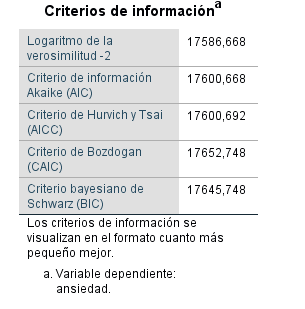 Criterios de información a
Logaritmo de la 17586,668
verosimilitud -2
Criterio de información 17600,668
Akaike (AIC)
Criterio de Hurvich y Tsai 17600,692
(AICC)
Criterio de Bozdogan 17652,748
(CAIC)
Criterio bayesiano de 17645,748
Schwarz (BIC)
Los criterios de información se
visualizan en el formato cuanto más
pequeño mejor.
a. Variable dependiente:
ansiedad.